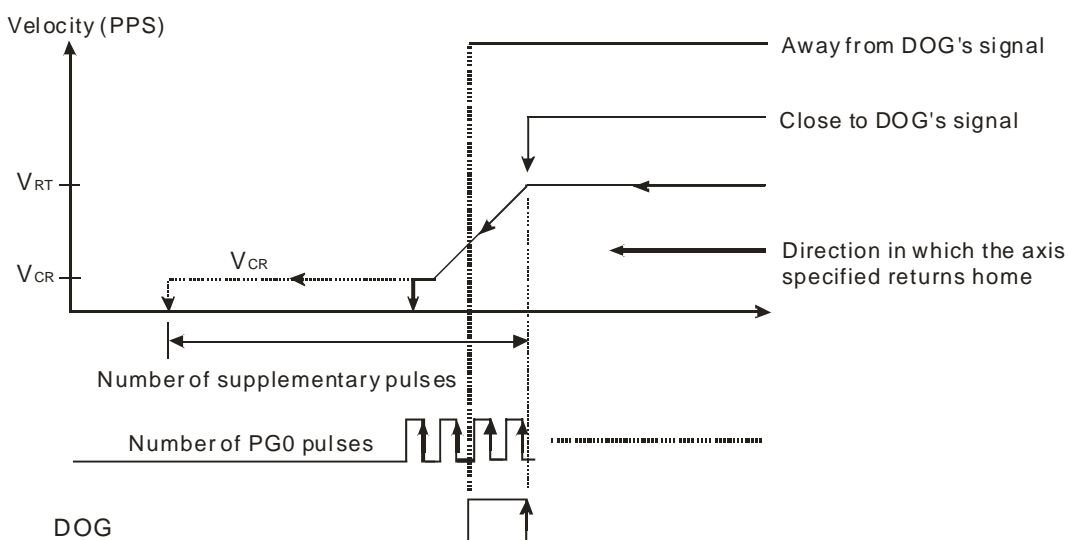 Velocity (PPS)
Away from DOG's signal
Close to DOG's signal
VRT
Direction in which the axis
specified returns home
VCR
VCR
Number of supplementary pulses
Number of PG0 pulses
DOG